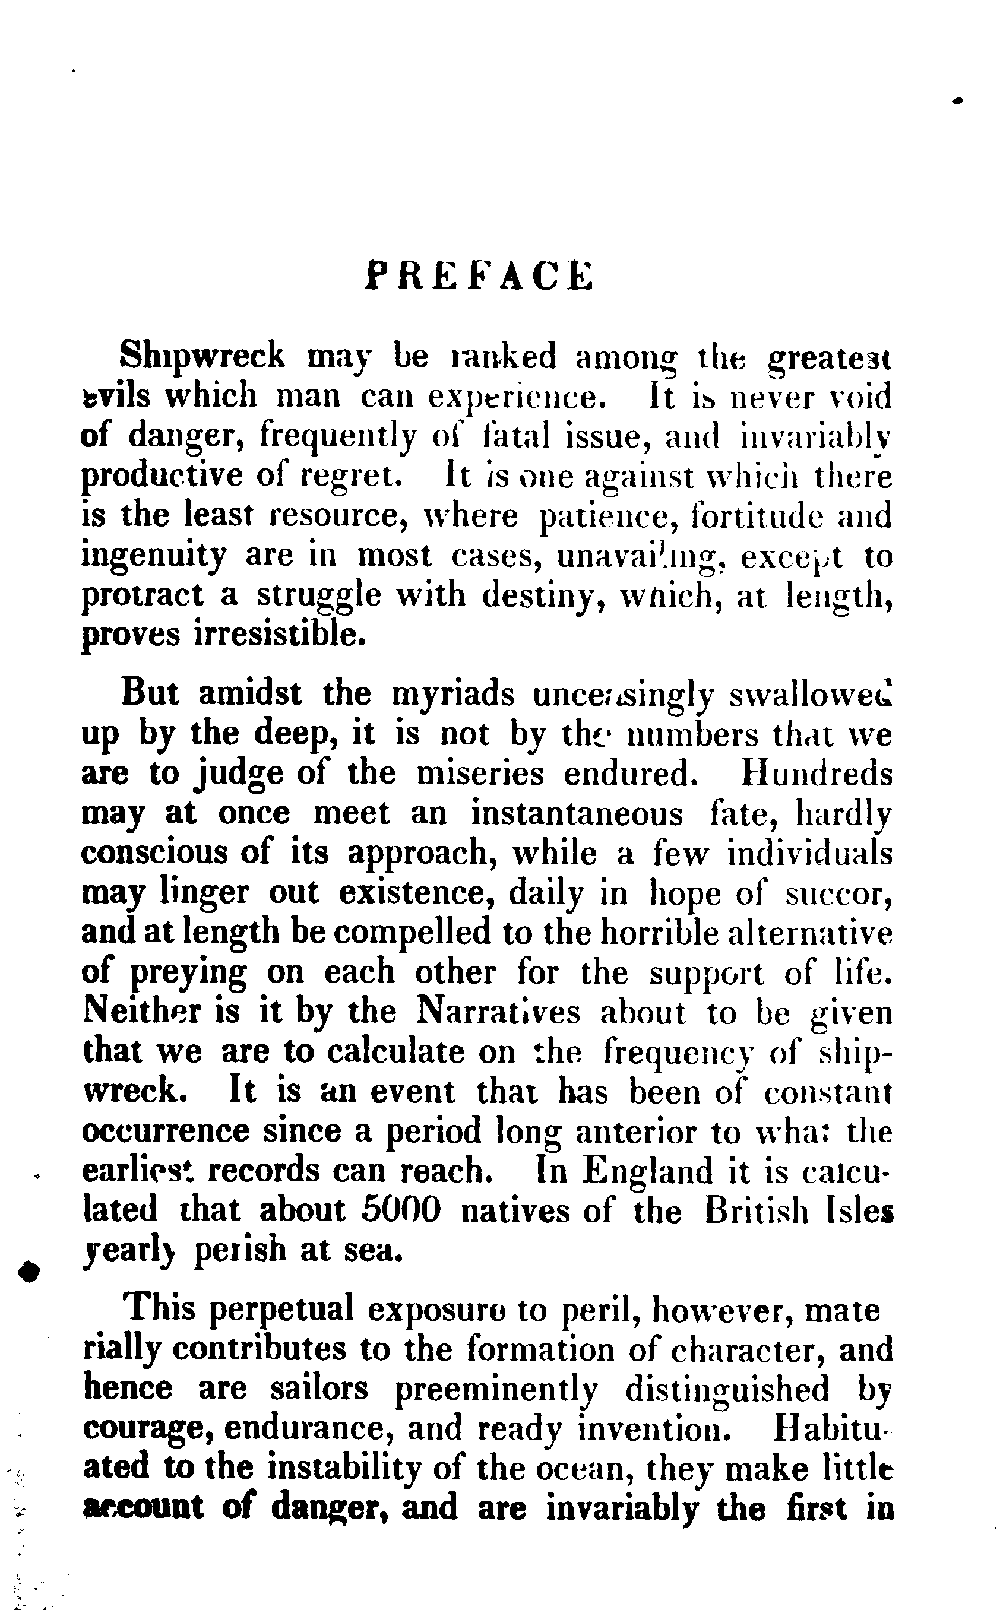 PREFACE
Shipwreck may be ranked among the greatest
evils which man can experience. It is never void
of danger, frequently of fatal issue, and invariably
productive of regret. It is one against which there
is the least resource, where patience, fortitude and
ingenuity are in most cases, unavailing, except to
protract a struggle with destiny, which, at length,
proves irresistible.
But amidst the myriads unceasingly swallowed
up by the deep, it is not by the numbers that we
are to judge of the miseries endured. Hundreds
may at once meet an instantaneous fate, hardly
conscious of its approach, while a few individuals
may linger out existence, daily in hope of succor,
and at length be compelled to the horrible alternative
of preying on each other for the support of life.
Neither is it by the Narratives about to be given
that we are to calculate on the frequency of ship-
wreck. It is an event that has been of constant
occurrence since a period long anterior to what the
earliest records can reach. In England it is calcu-
lated that about 5000 natives of the British Isles
yearly perish at sea.
This perpetual exposure to peril, however, mate
rially contributes to the formation of character, and
hence are sailors preeminently distinguished by
courage, endurance, and ready invention. Habitu-
ated to the instability of the ocean, they make little
account of danger, and are invariably the first in